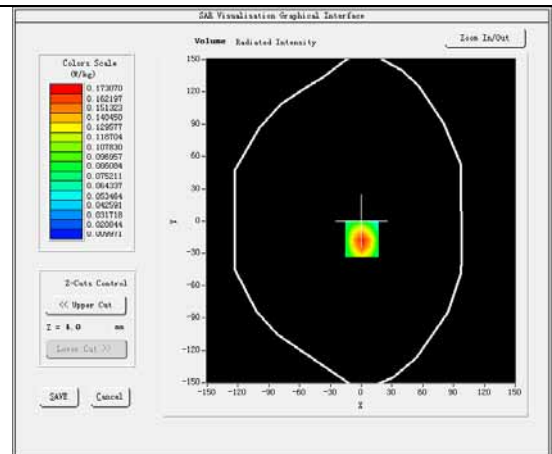 SAR Visualisation Graphical Interface
Colors Scale
(W/kg)
0.173070
0.162197
0.151323
0.140450
0.129577
0.118704
0.107830
0.096957
0.086084
0.075211
0.064337
0.053464
0.042591
0.031718
0.020844
0.009971
Volume Radiated Intensity
Zoom In/Out
150
120
90
60
30
0
-30
-60
-90
-120
-150
Y
-150 -120 -90 -60 -30 0 30 60 90 120 150
X
Z-Cuts Control
<< Upper Cut
Z = 4.0 mm
Lower Cut >>
SAVE Cancel